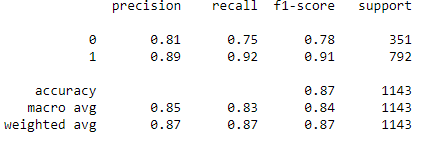 precision recall f1-score support
0 0.81 0.75 0.78 351
1 0.89 0.92 0.91 792
accuracy 0.87 1143
macro avg 0.85 0.83 0.84 1143
weighted avg 0.87 0.87 0.87 1143